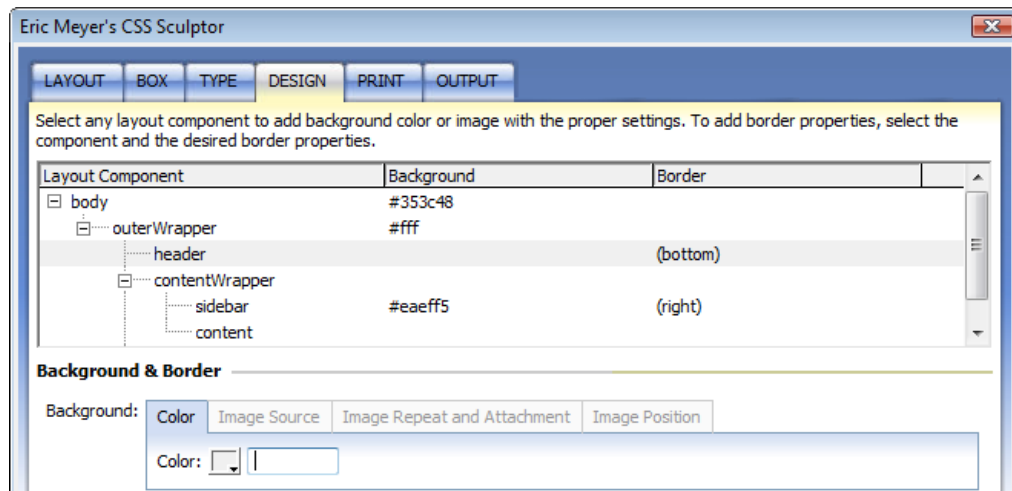 Eric Meyer's CSS Sculptor
LAYOUT BOX TYPE DESIGN PRINT OUTPUT
Select any layout component to add background color or image with the proper settings. To add border properties, select the
component and the desired border properties.
Layout Component Background Border
body #353c48
outerWrapper #fff
header (bottom)
contentWrapper
sidebar #eaeff5 (right)
content
Background & Border
Background: Color Image Source Image Repeat and Attachment Image Position
Color: